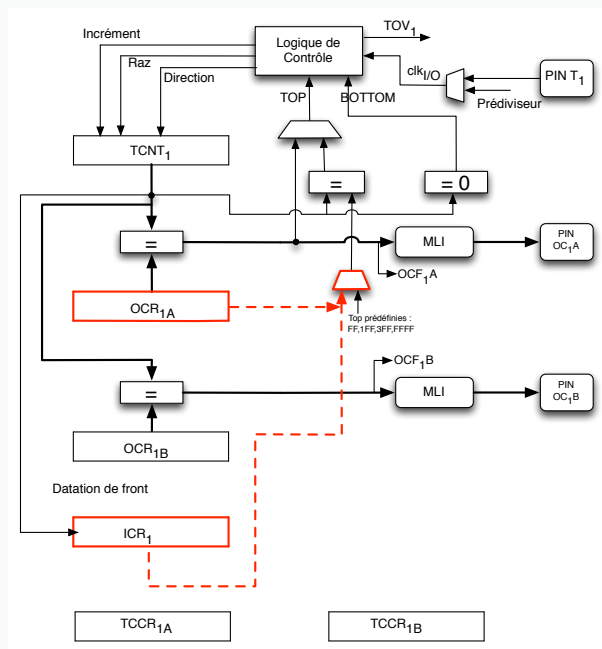 Incrément
Raz
Direction
Logique de
Contrôle
TOV1
clkI/O
PIN T1
Prédiviseur
TOP
BOTTOM
TCNT1
=
= 0
=
MLI
PIN
OC1A
OCF1A
OCR1A
Top prédéfinies :
FF,1FF,3FF,FFFF
OCF1B
=
MLI
PIN
OC1B
OCR1B
Datation de front
ICR1
TCCR1A
TCCR1B